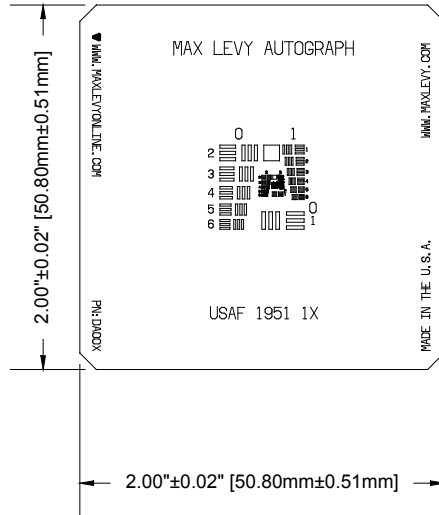 MAX LEVY AUTOGRAPH
WWW.MAXLEVYONLINE.COM
WWW.MAXLEVY.COM
0 1
2
3
4
5
6
0
1
USAF 1951 1X
PN:DA00X
MADE IN THE U.S.A.
2.00"±0.02" [50.80mm±0.51mm]
2.00"±0.02" [50.80mm±0.51mm]